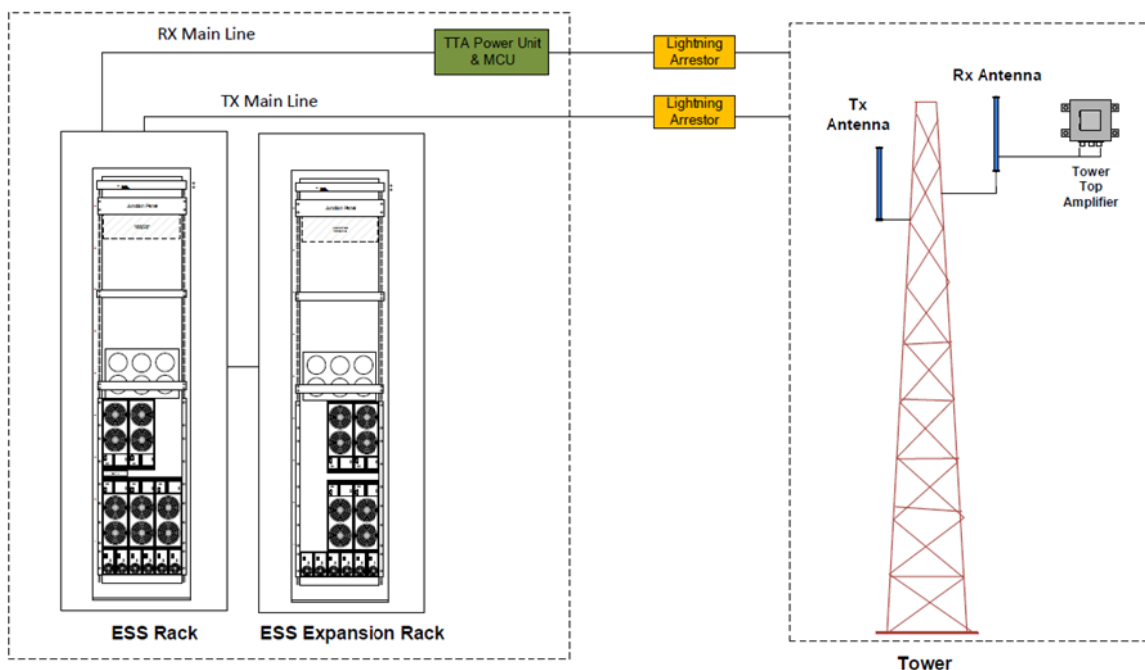 RX Main Line
TTA Power Unit
& MCU
Lightning
Arrestor
TX Main Line
Lightning
Arrestor
Rx Antenna
Tx
Antenna
Tower
Top
Amplifier
Junction Panel
Junction Panel
ESS Rack
ESS Expansion Rack
Tower